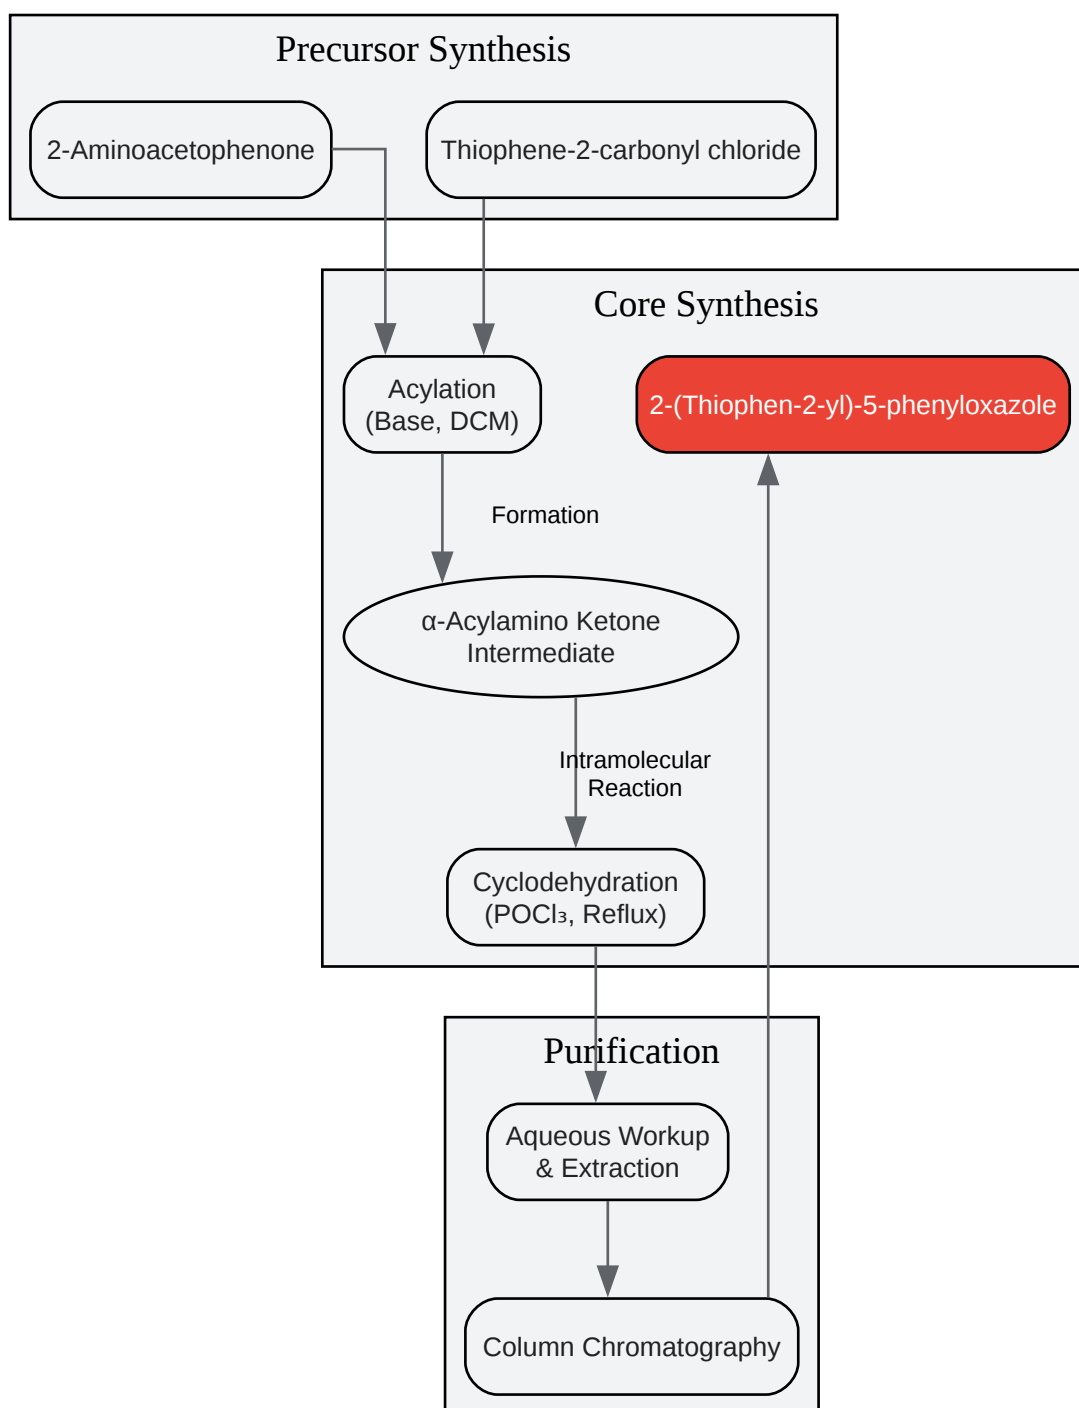 Precursor Synthesis
2-Aminoacetophenone
Thiophene-2-carbonyl chloride
Core Synthesis
Acylation
(Base, DCM)
2-(Thiophen-2-yl)-5-phenyloxazole
Formation
α-Acylamino Ketone
Intermediate
Intramolecular
Reaction
Cyclodehydration
(POCl₃, Reflux)
Purification
Aqueous Workup
& Extraction
Column Chromatography